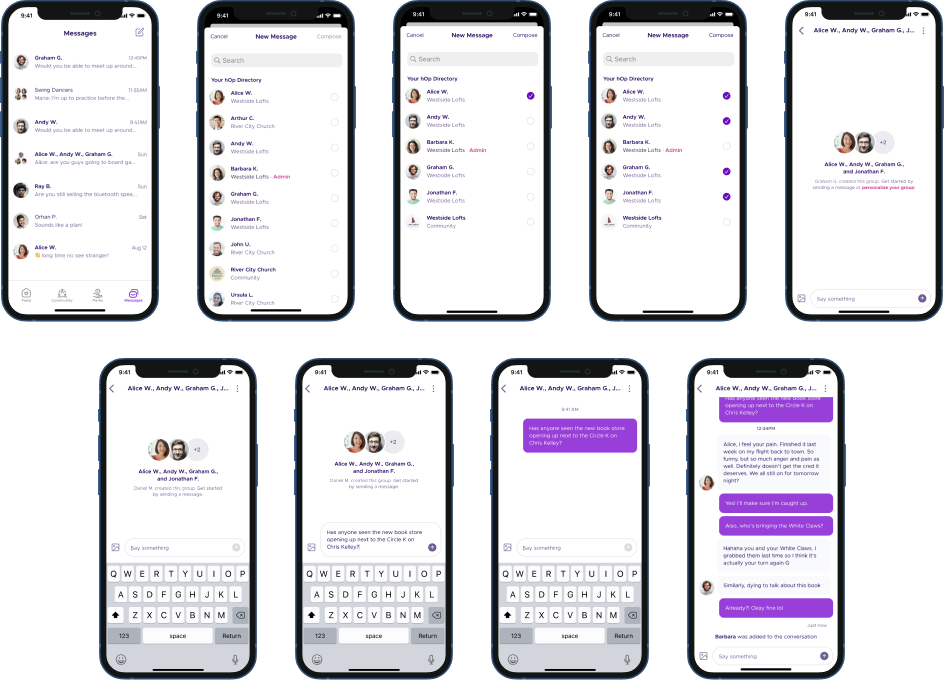 9:41
Messages
Graham G.
12:45PM
Would you be able to meet up around...
Swing Dancers
11:55AM
Marie: I'm up to practice before the...
Andy W.
9:41AM
Would you be able to meet up around...
Alice W., Andy W., Graham G.
Sun
Alice: are you guys going to board ga...
Ray B.
Sun
Are you still selling the bluetooth spea...
Orhan P.
Sat
Sounds like a plan!
Alice W.
Aug 12
👋 long time no see stranger!
Feed
Community
Perks
Messages
9:41
Cancel
New Message
Compose
Search
Your hOp Directory
Alice W.
Westside Lofts
Arthur C.
River City Church
Andy W.
Westside Lofts
Barbara K.
Westside Lofts · Admin
Graham G.
Westside Lofts
Jonathan F.
Westside Lofts
John U.
River City Church
River City Church
Community
Ursula L.
River City Church
9:41
Cancel
New Message
Compose
Search
Your hOp Directory
Alice W.
Westside Lofts
Andy W.
Westside Lofts
Barbara K.
Westside Lofts · Admin
Graham G.
Westside Lofts
Jonathan F.
Westside Lofts
Westside Lofts
Community
9:41
Cancel
New Message
Compose
Search
Your hOp Directory
Alice W.
Westside Lofts
Andy W.
Westside Lofts
Barbara K.
Westside Lofts · Admin
Graham G.
Westside Lofts
Jonathan F.
Westside Lofts
Westside Lofts
Community
9:41
Alice W., Andy W., Graham G., J...
+2
Alice W., Andy W., Graham G.,
and Jonathan F.
Graham G. created this group. Get started by
sending a message or personalize your group
Say something
9:41
Alice W., Andy W., Graham G., J...
+2
Alice W., Andy W., Graham G.,
and Jonathan F.
Daniel M. created this group. Get started
by sending a message.
Say something
Q W E R T Y U I O P
A S D F G H J K L
Z X C V B N M
123 space Return
9:41
Alice W., Andy W., Graham G., J...
+2
Alice W., Andy W., Graham G.,
and Jonathan F.
Daniel M. created this group. Get started
by sending a message.
Has anyone seen the new book store
opening up next to the Circle K on
Chris Kelley?
Q W E R T Y U I O P
A S D F G H J K L
Z X C V B N M
123 space Return
9:41
Alice W., Andy W., Graham G., J...
9:41 AM
Has anyone seen the new book store
opening up next to the Circle K on
Chris Kelley?
Say something
Q W E R T Y U I O P
A S D F G H J K L
Z X C V B N M
123 space Return
9:41
Alice W., Andy W., Graham G., J...
Has anyone seen the new book store
opening up next to the Circle K on
Chris Kelley?
12:34PM
Alice, I feel your pain. Finished it last
week on my flight back to town. So
funny, but so much anger and pain as
well. Definitely doesn't get the cred it
deserves. We all still on for tomorrow
night?
Yes! I'll make sure I'm caught up.
Also, who's bringing the White Claws?
Hahaha you and your White Claws. I
grabbed them last time so I think it's
actually your turn again G
Similarly, dying to talk about this book
Already?! Okay fine lol
Just now
Barbara was added to the conversation
Say something